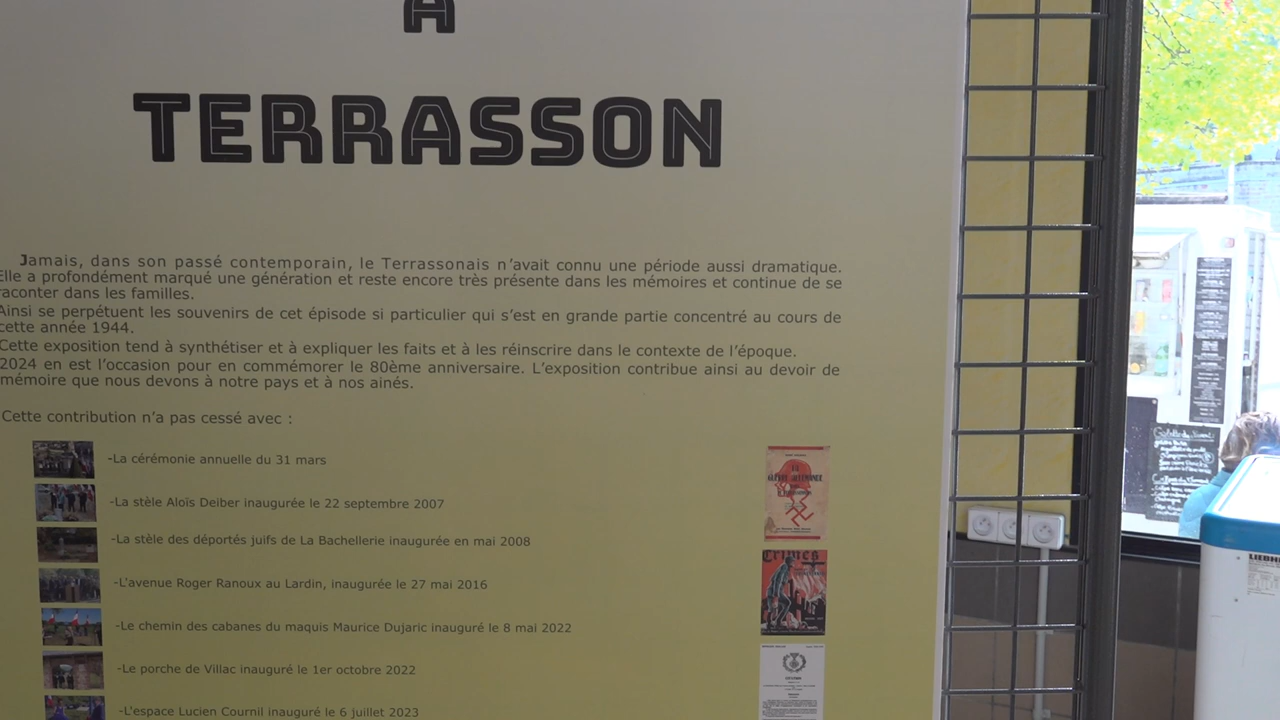 A
TERRASSON
Jamais, dans son passé contemporain, le Terrassonais n'avait connu une période aussi dramatique.
Elle a profondément marqué une génération et reste encore très présente dans les mémoires et continue de se
raconter dans les familles.
Ainsi se perpétuent les souvenirs de cet épisode si particulier qui s'est en grande partie concentré au cours de
cette année 1944.
Cette exposition tend à synthétiser et à expliquer les faits et à les réinscrire dans le contexte de l'époque.
2024 en est l'occasion pour en commémorer le 80ème anniversaire. L'exposition contribue ainsi au devoir de
mémoire que nous devons à notre pays et à nos ainés.
Cette contribution n'a pas cessé avec :
-La cérémonie annuelle du 31 mars
-La stèle Aloïs Deiber inaugurée le 22 septembre 2007
-La stèle des déportés juifs de La Bachellerie inaugurée en mai 2008
-L'avenue Roger Ranoux au Lardin, inaugurée le 27 mai 2016
-Le chemin des cabanes du maquis Maurice Dujaric inauguré le 8 mai 2022
-Le porche de Villac inauguré le 1er octobre 2022
-L'espace Lucien Cournil inauguré le 6 juillet 2023
Crimes
LIEBH